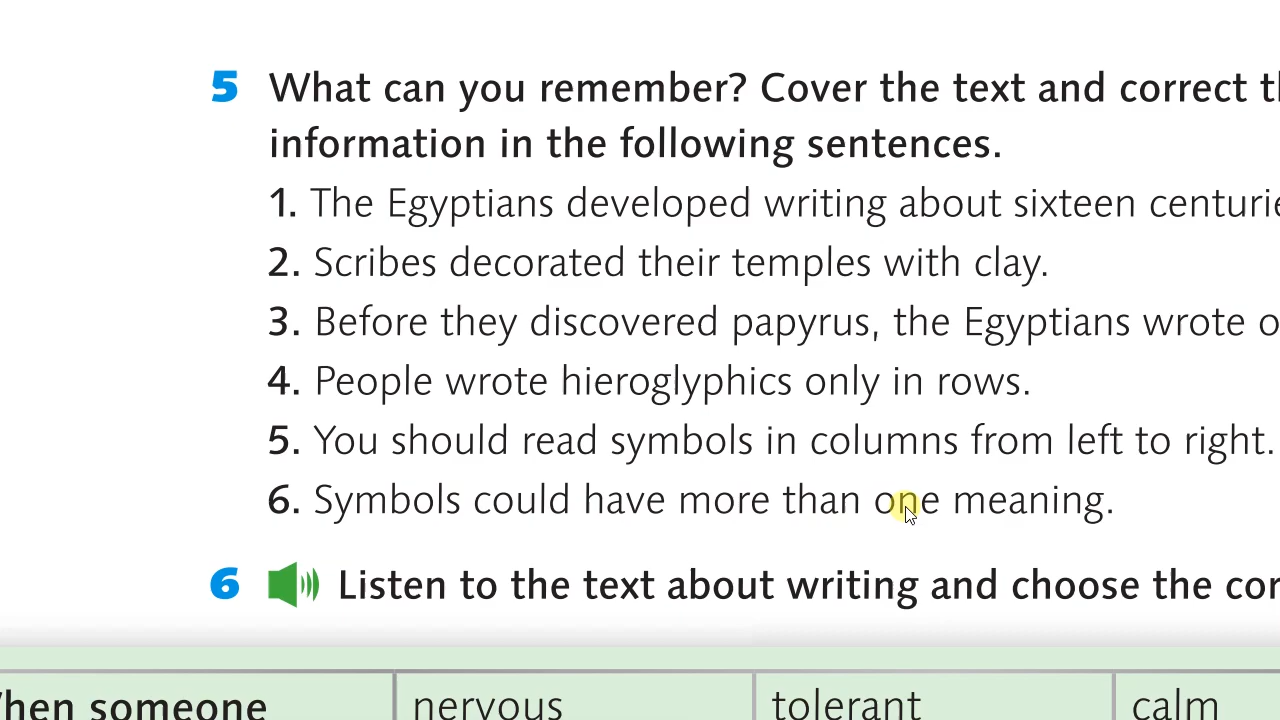 5 What can you remember? Cover the text and correct
information in the following sentences.
1. The Egyptians developed writing about sixteen
2. Scribes decorated their temples with clay.
3. Before they discovered papyrus, the Egyptians wrote
4. People wrote hieroglyphics only in rows.
5. You should read symbols in columns from left to right.
6. Symbols could have more than one meaning.
6 Listen to the text about writing and choose the
someone nervous tolerant calm